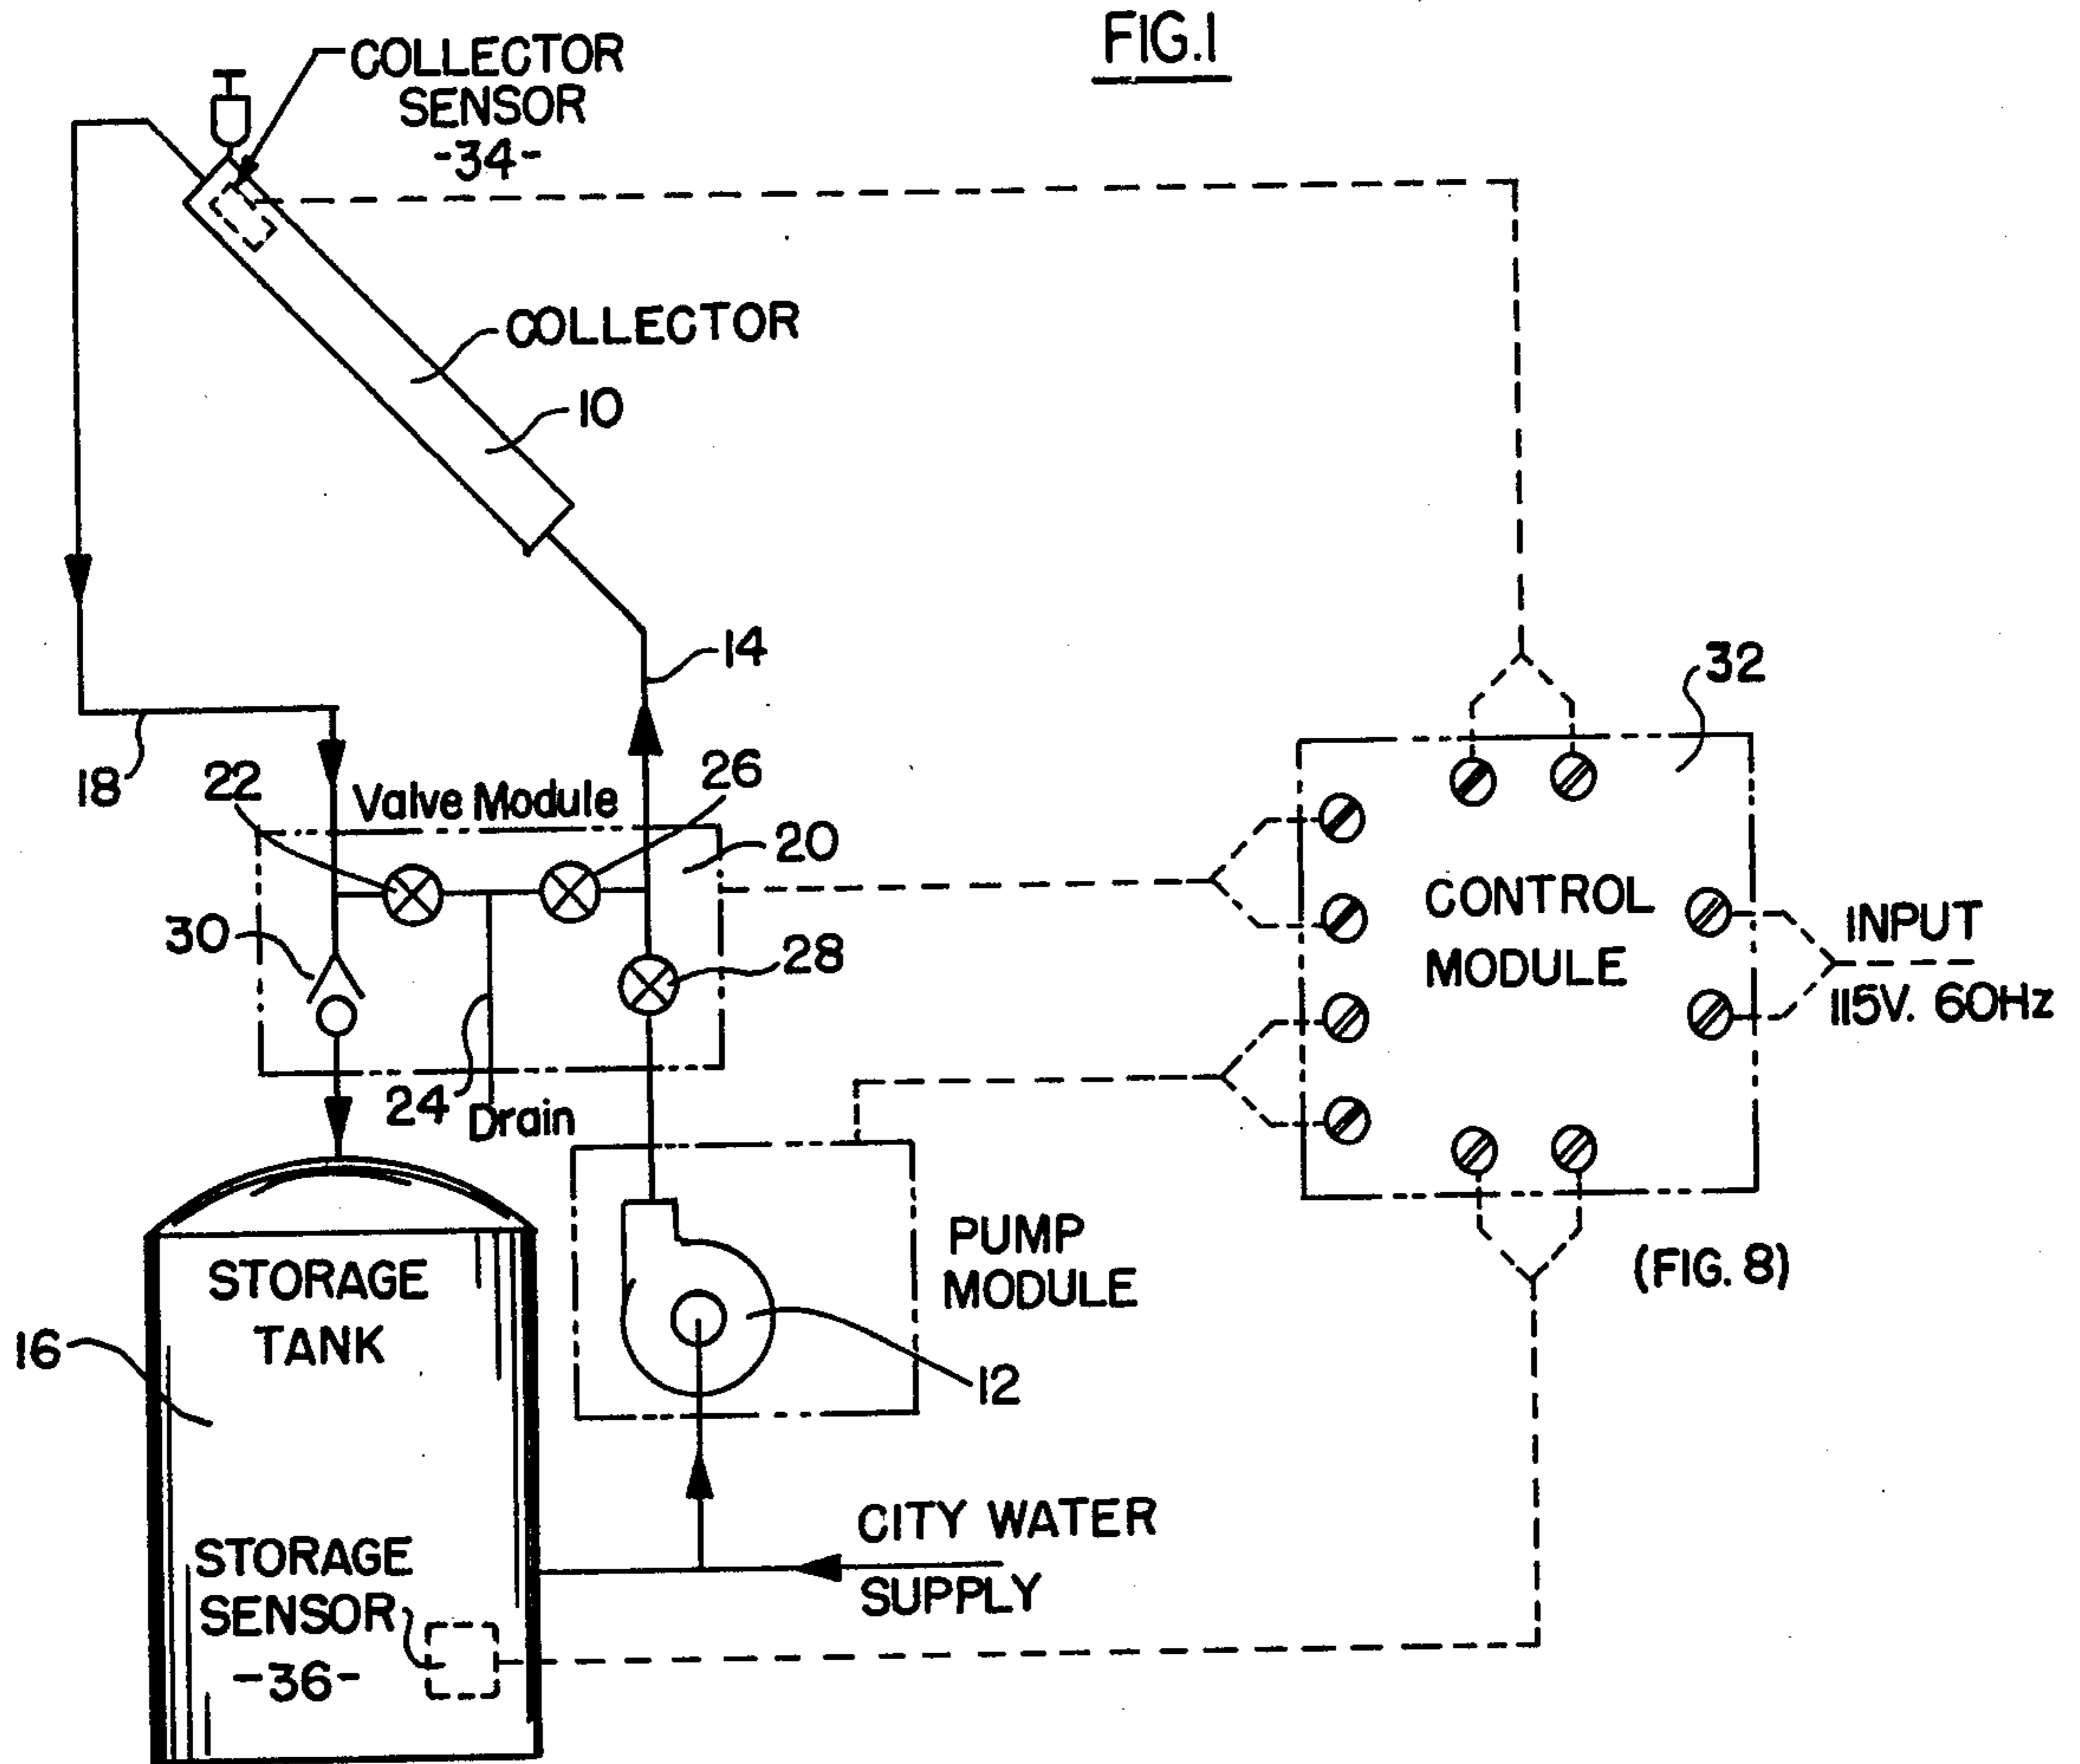 FIG.1
COLLECTOR
SENSOR
-34-
COLLECTOR
10
14
32
18
22
Valve Module
26
20
30
28
24
Drain
CONTROL
MODULE
INPUT
115V. 60Hz
(FIG. 8)
PUMP
MODULE
12
STORAGE
TANK
16
CITY WATER
SUPPLY
STORAGE
SENSOR
-36-